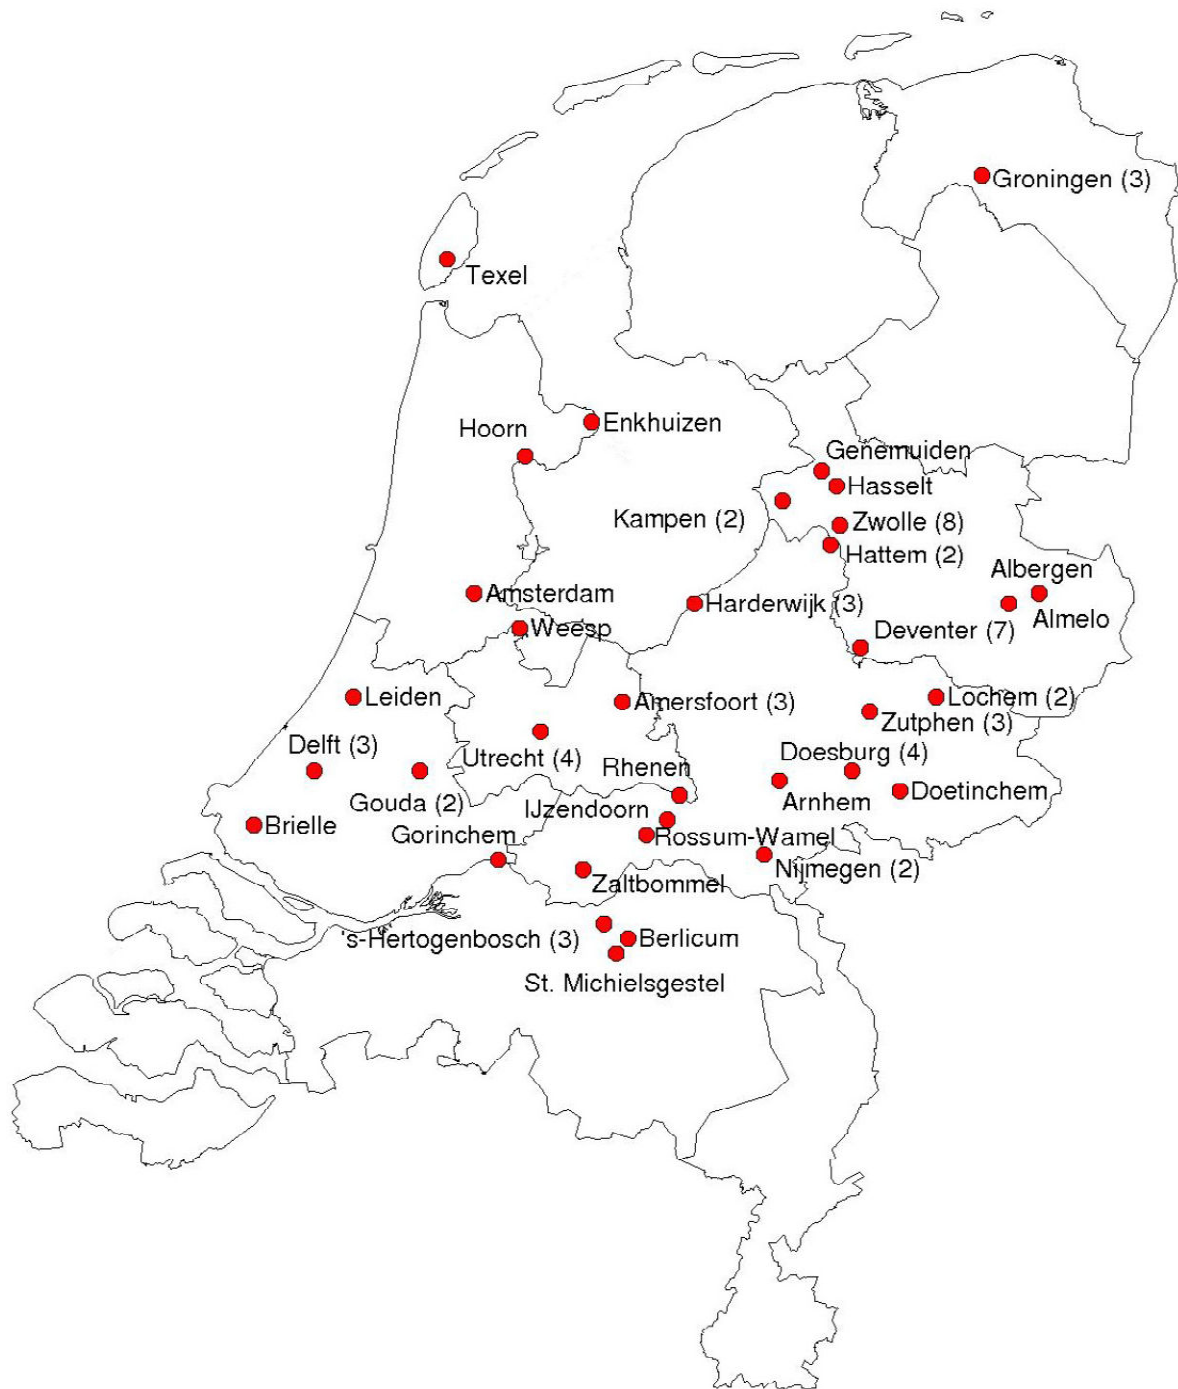 Groningen (3)
Texel
Enkhuizen
Hoorn
Genemuiden
Hasselt
Kampen (2)
Zwolle (8)
Hattem (2)
Albergen
Amsterdam
Harderwijk (3)
Almelo
Weesp
Deventer (7)
Leiden
Amersfoort (3)
Lochem (2)
Zutphen (3)
Delft (3)
Utrecht (4)
Doesburg (4)
Rhenen
Gouda (2)
Arnhem
Doetinchem
IJzendoorn
Brielle
Gorinchem
Rossum-Wamel
Nijmegen (2)
Zaltbommel
's-Hertogenbosch (3)
Berlicum
St. Michielsgestel